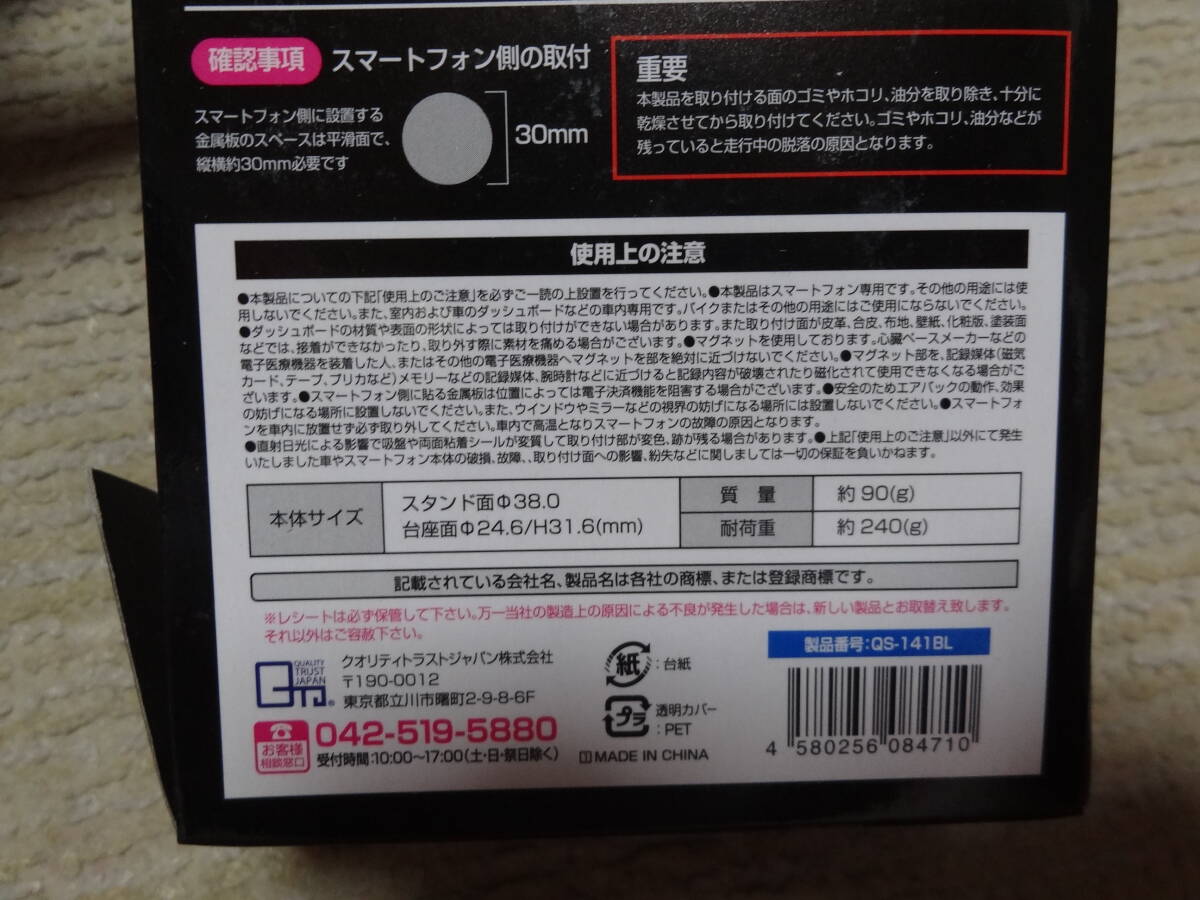 確認事項 スマートフォン側の取付
スマートフォン側に設置する
金属板のスペースは平滑面で、
縦横約30mm必要です
30mm
重要
本製品を取り付ける面のゴミやホコリ、油分を取り除き、十分に
乾燥させてから取り付けてください。ゴミやホコリ、油分などが
残っていると走行中の脱落の原因となります。
使用上の注意
●本製品についての下記「使用上のご注意」を必ずご一読の上設置を行ってください。●本製品はスマートフォン専用です。その他の用途には使
用しないでください。また、室内および車のダッシュボードなどの車内専用です。バイクまたはその他の用途にはご使用にならないでください。
●ダッシュボードの材質や表面の形状によっては取り付けができない場合があります。また取り付け面が皮革、合皮、布地、壁紙、化粧版、塗装面
などでは、接着ができなかったり、取り外す際に素材を痛める場合がございます。●マグネットを使用しております。心臓ペースメーカーなどの
電子医療機器を装着した人、またはその他の電子医療機器へマグネットを部を絶対に近づけないでください。●マグネット部を、記録媒体(磁気
カード、テープ、プリカなど)メモリーなどの記録媒体、腕時計などに近づけると記録内容が破壊されたり磁化されて使用できなくなる場合がご
ざいます。●スマートフォン側に貼る金属板は位置によっては電子決済機能を阻害する場合がございます。●安全のためエアバックの動作、効果
の妨げになる場所に設置しないでください。また、ウインドウやミラーなどの視界の妨げになる場所には設置しないでください。●スマートフォ
ンを車内に放置せず必ず取り外してください。車内で高温となりスマートフォンの故障の原因となります。
●直射日光による影響で吸盤や両面粘着シールが変質して取り付け部が変色、跡が残る場合があります。●上記「使用上のご注意」以外にて発生
いたしました車やスマートフォン本体の破損、故障、、取り付け面への影響、紛失などに関しましては一切の保証を負いかねます。
本体サイズ
スタンド面Φ38.0
台座面Φ24.6/H31.6(mm)
質 量 約90(g)
耐荷重 約240(g)
記載されている会社名、製品名は各社の商標、または登録商標です。
※レシートは必ず保管して下さい。万一当社の製造上の原因による不良が発生した場合は、新しい製品とお取替え致します。
それ以外はご容赦下さい。
QUALITY
TRUST
JAPAN
クオリティトラストジャパン株式会社
〒190-0012
東京都立川市曙町2-9-8-6F
お客様
相談窓口
042-519-5880
受付時間:10:00〜17:00(土・日・祭日除く)
紙 :台紙
プラ 透明カバー
:PET
MADE IN CHINA
製品番号:QS-141BL
4 580256 084710